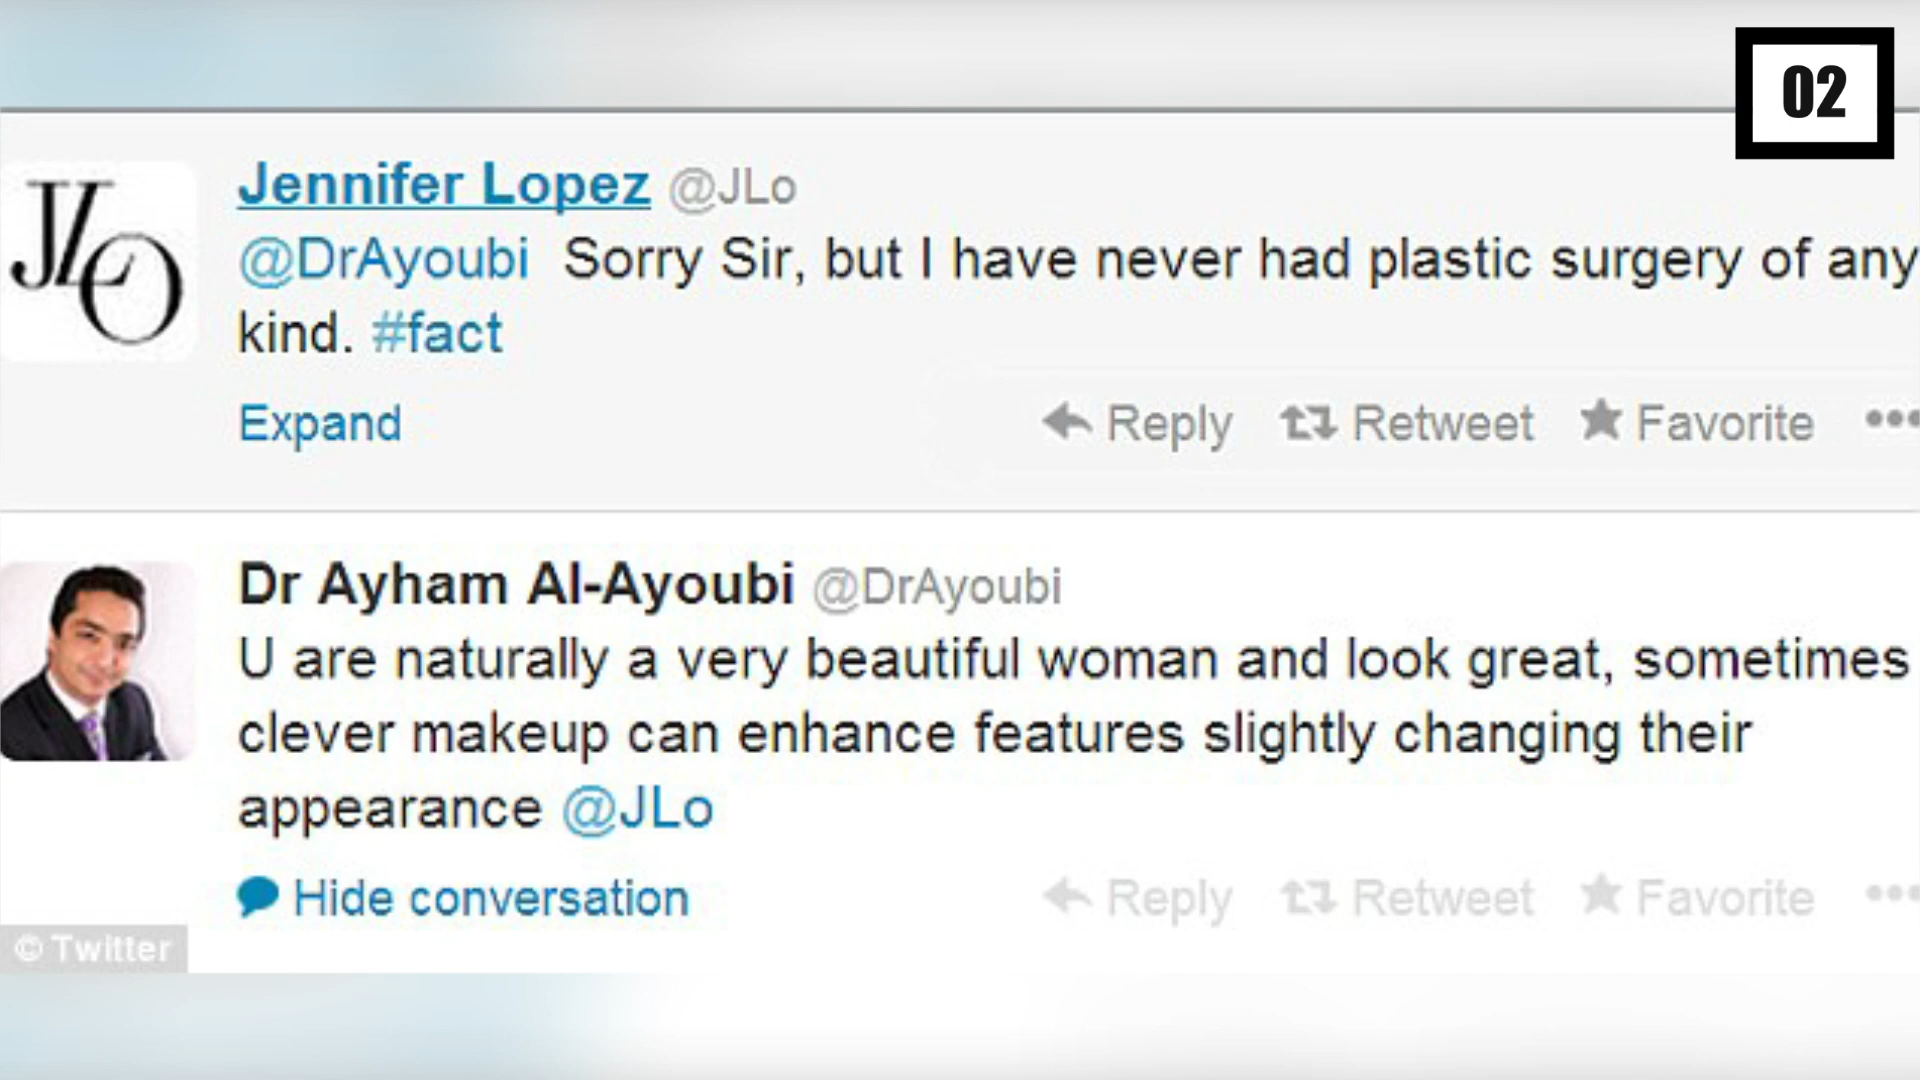 02
JLO
Jennifer Lopez @JLo
@DrAyoubi Sorry Sir, but I have never had plastic surgery of any
kind. #fact
Expand
Reply Retweet Favorite
Dr Ayham Al-Ayoubi @DrAyoubi
U are naturally a very beautiful woman and look great, sometimes
clever makeup can enhance features slightly changing their
appearance @JLo
Hide conversation
Reply Retweet Favorite
© Twitter